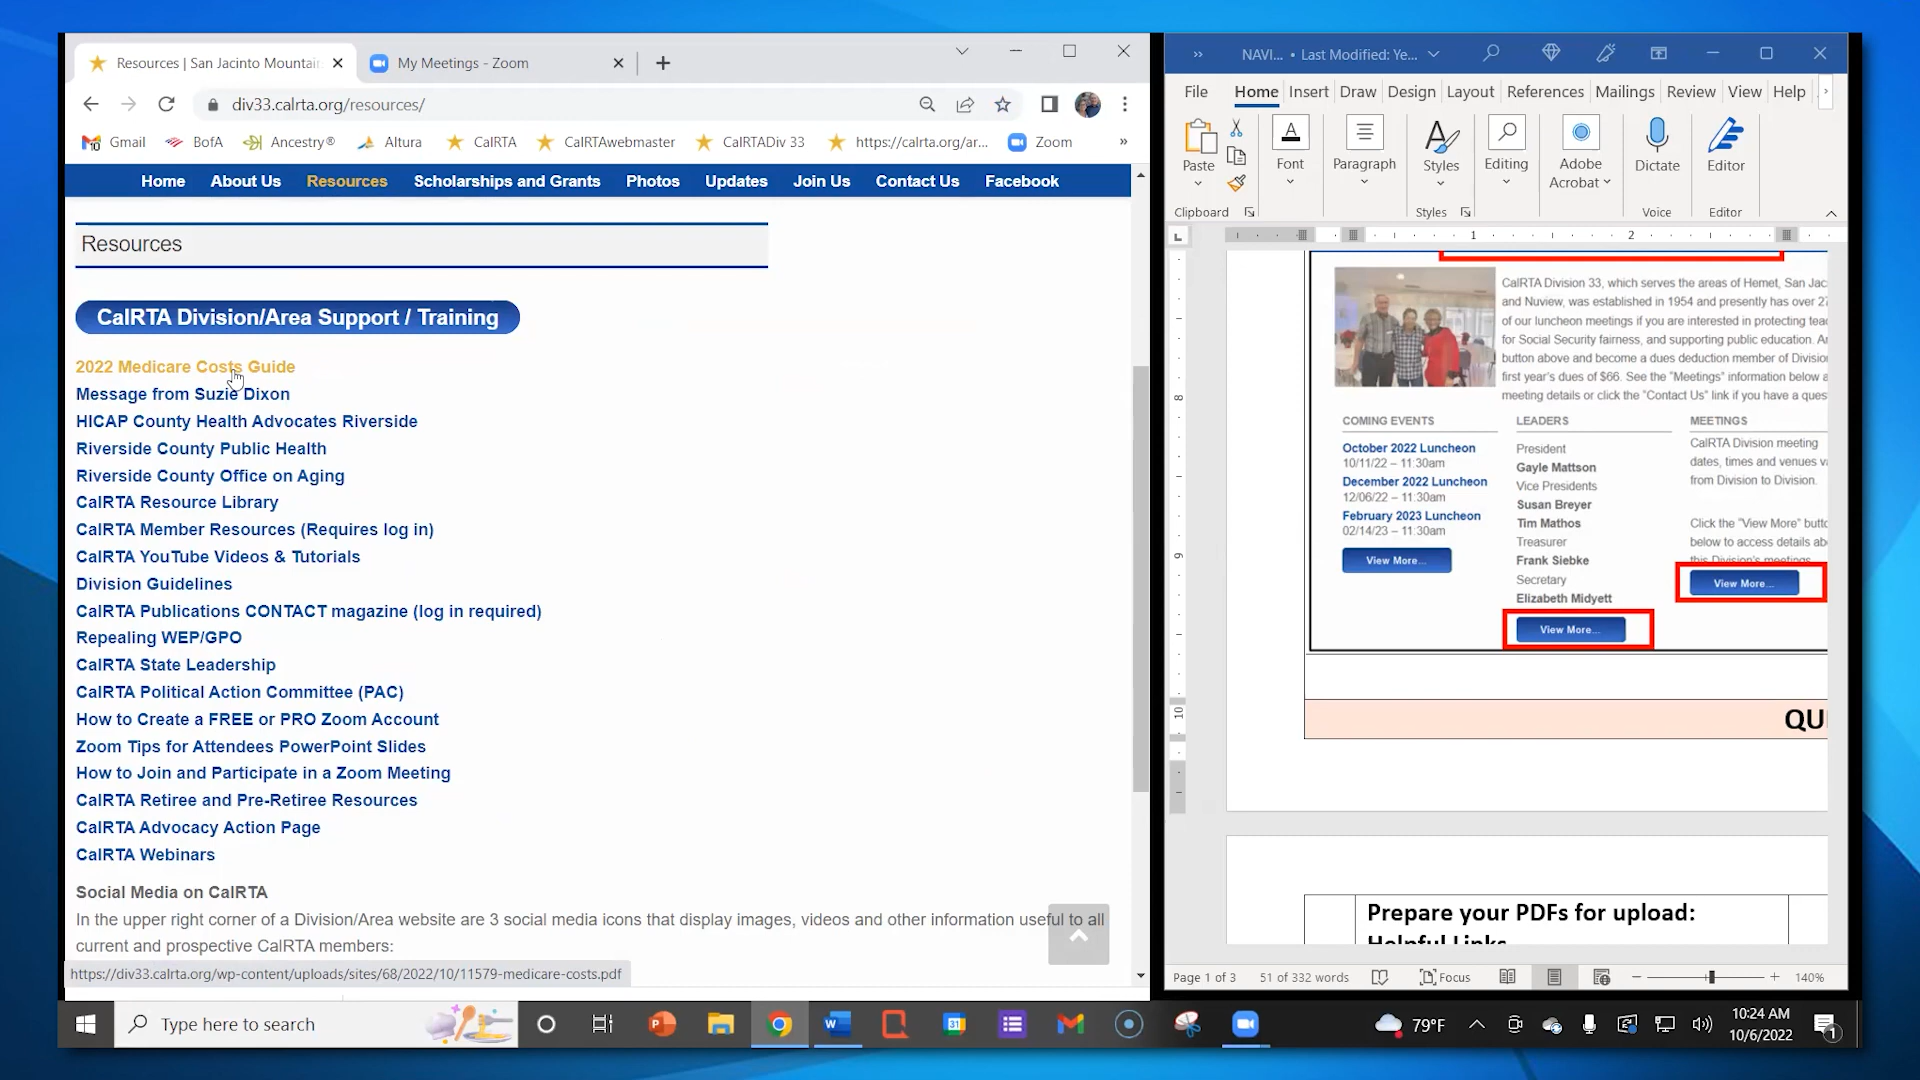 Resources | San Jacinto Mountai
My Meetings - Zoom
div33.calrta.org/resources/
Gmail
BofA
Ancestry®
Altura
CalRTA
CalRTAwebmaster
CalRTADiv 33
https://calrta.org/ar...
Zoom
»
Home
About Us
Resources
Scholarships and Grants
Photos
Updates
Join Us
Contact Us
Facebook
Resources
CalRTA Division/Area Support / Training
2022 Medicare Costs Guide
Message from Suzie Dixon
HICAP County Health Advocates Riverside
Riverside County Public Health
Riverside County Office on Aging
CalRTA Resource Library
CalRTA Member Resources (Requires log in)
CalRTA YouTube Videos & Tutorials
Division Guidelines
CalRTA Publications CONTACT magazine (log in required)
Repealing WEP/GPO
CalRTA State Leadership
CalRTA Political Action Committee (PAC)
How to Create a FREE or PRO Zoom Account
Zoom Tips for Attendees PowerPoint Slides
How to Join and Participate in a Zoom Meeting
CalRTA Retiree and Pre-Retiree Resources
CalRTA Advocacy Action Page
CalRTA Webinars
Social Media on CalRTA
In the upper right corner of a Division/Area website are 3 social media icons that display images, videos and other information useful to all
current and prospective CalRTA members:
https://div33.calrta.org/wp-content/uploads/sites/68/2022/10/11579-medicare-costs.pdf
» NAVI... • Last Modified: Ye...
File Home Insert Draw Design Layout References Mailings Review View Help
Paste
Font
Paragraph
Styles
Editing
Adobe
Acrobat
Dictate
Editor
Clipboard
Styles
Voice
Editor
1
2
8
9
10
CalRTA Division 33, which serves the areas of Hemet, San Jac
and Nuview, was established in 1954 and presently has over 27
of our luncheon meetings if you are interested in protecting tea
for Social Security fairness, and supporting public education. A
button above and become a dues deduction member of Divisio
first year's dues of $66. See the "Meetings" information below a
meeting details or click the "Contact Us" link if you have a ques
COMING EVENTS
October 2022 Luncheon
10/11/22 – 11:30am
December 2022 Luncheon
12/06/22 – 11:30am
February 2023 Luncheon
02/14/23 – 11:30am
View More...
LEADERS
President
Gayle Mattson
Vice Presidents
Susan Breyer
Tim Mathos
Treasurer
Frank Siebke
Secretary
Elizabeth Midyett
View More...
MEETINGS
CalRTA Division meeting
dates, times and venues va
from Division to Division.
Click the "View More" butto
below to access details abo
this Division's meetings
View More...
QU
Prepare your PDFs for upload:
Helpful Links
Page 1 of 3
51 of 332 words
Focus
140%
Type here to search
79°F
10:24 AM
10/6/2022
1